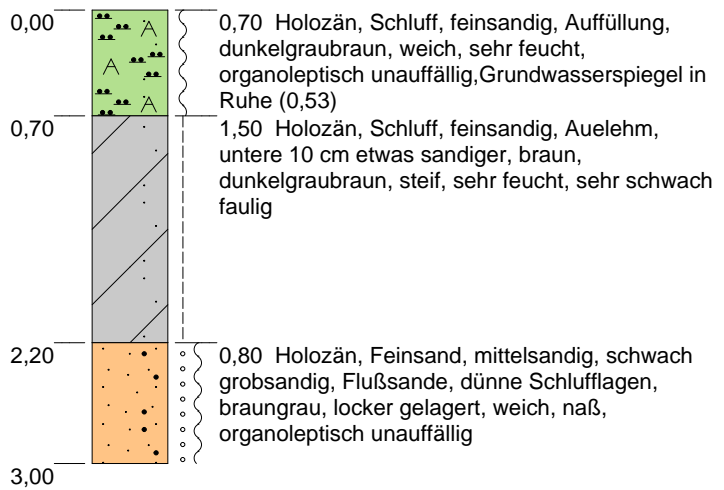 0,00
0,70 Holozän, Schluff, feinsandig, Auffüllung,
dunkelgraubraun, weich, sehr feucht,
organoleptisch unauffällig,Grundwasserspiegel in
Ruhe (0,53)
0,70
1,50 Holozän, Schluff, feinsandig, Auelehm,
untere 10 cm etwas sandiger, braun,
dunkelgraubraun, steif, sehr feucht, sehr schwach
faulig
2,20
0,80 Holozän, Feinsand, mittelsandig, schwach
grobsandig, Flußsande, dünne Schlufflagen,
braungrau, locker gelagert, weich, naß,
organoleptisch unauffällig
3,00